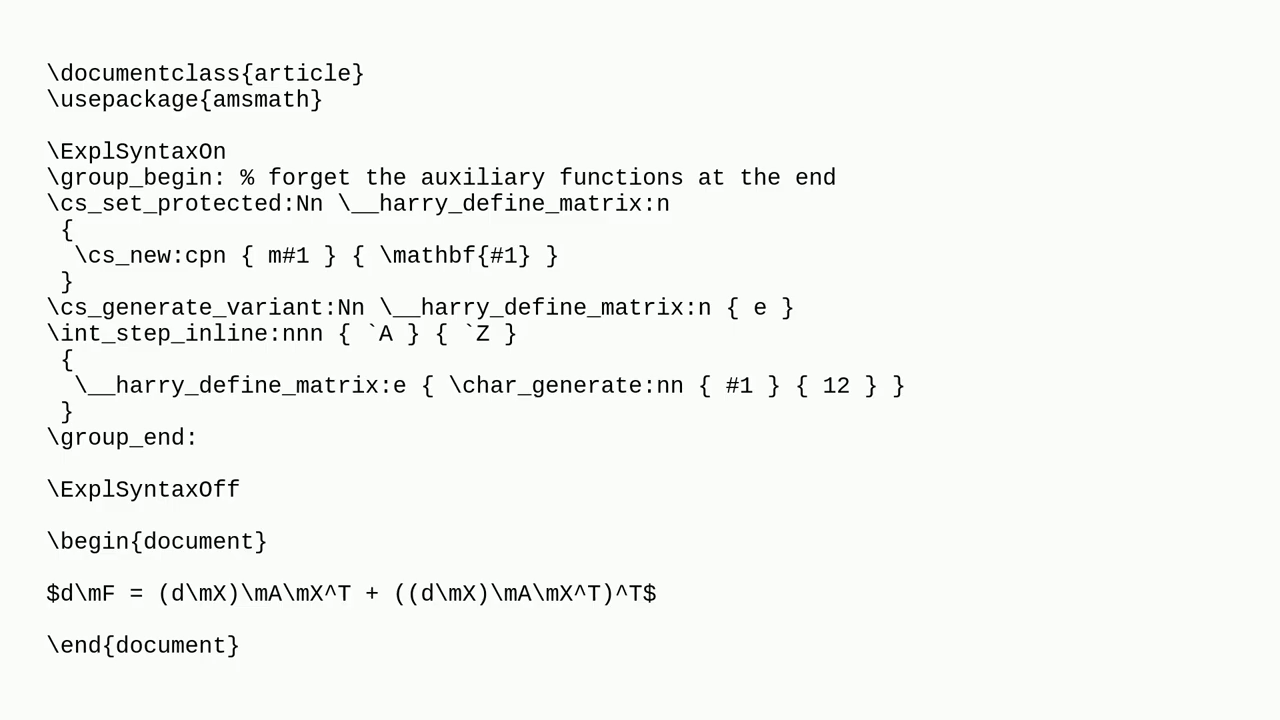 \documentclass{article}
\usepackage{amsmath}
\ExplSyntaxOn
\group_begin: % forget the auxiliary functions at the end
\cs_set_protected:Nn \__harry_define_matrix:n
{
\cs_new:cpn { m#1 } { \mathbf{#1} }
}
\cs_generate_variant:Nn \__harry_define_matrix:n { e }
\int_step_inline:nnn { `A } { `Z }
{
\__harry_define_matrix:e { \char_generate:nn { #1 } { 12 } }
}
\group_end:
\ExplSyntaxOff
\begin{document}
$d\mF = (d\mX)\mA\mX^T + ((d\mX)\mA\mX^T)^T$
\end{document}